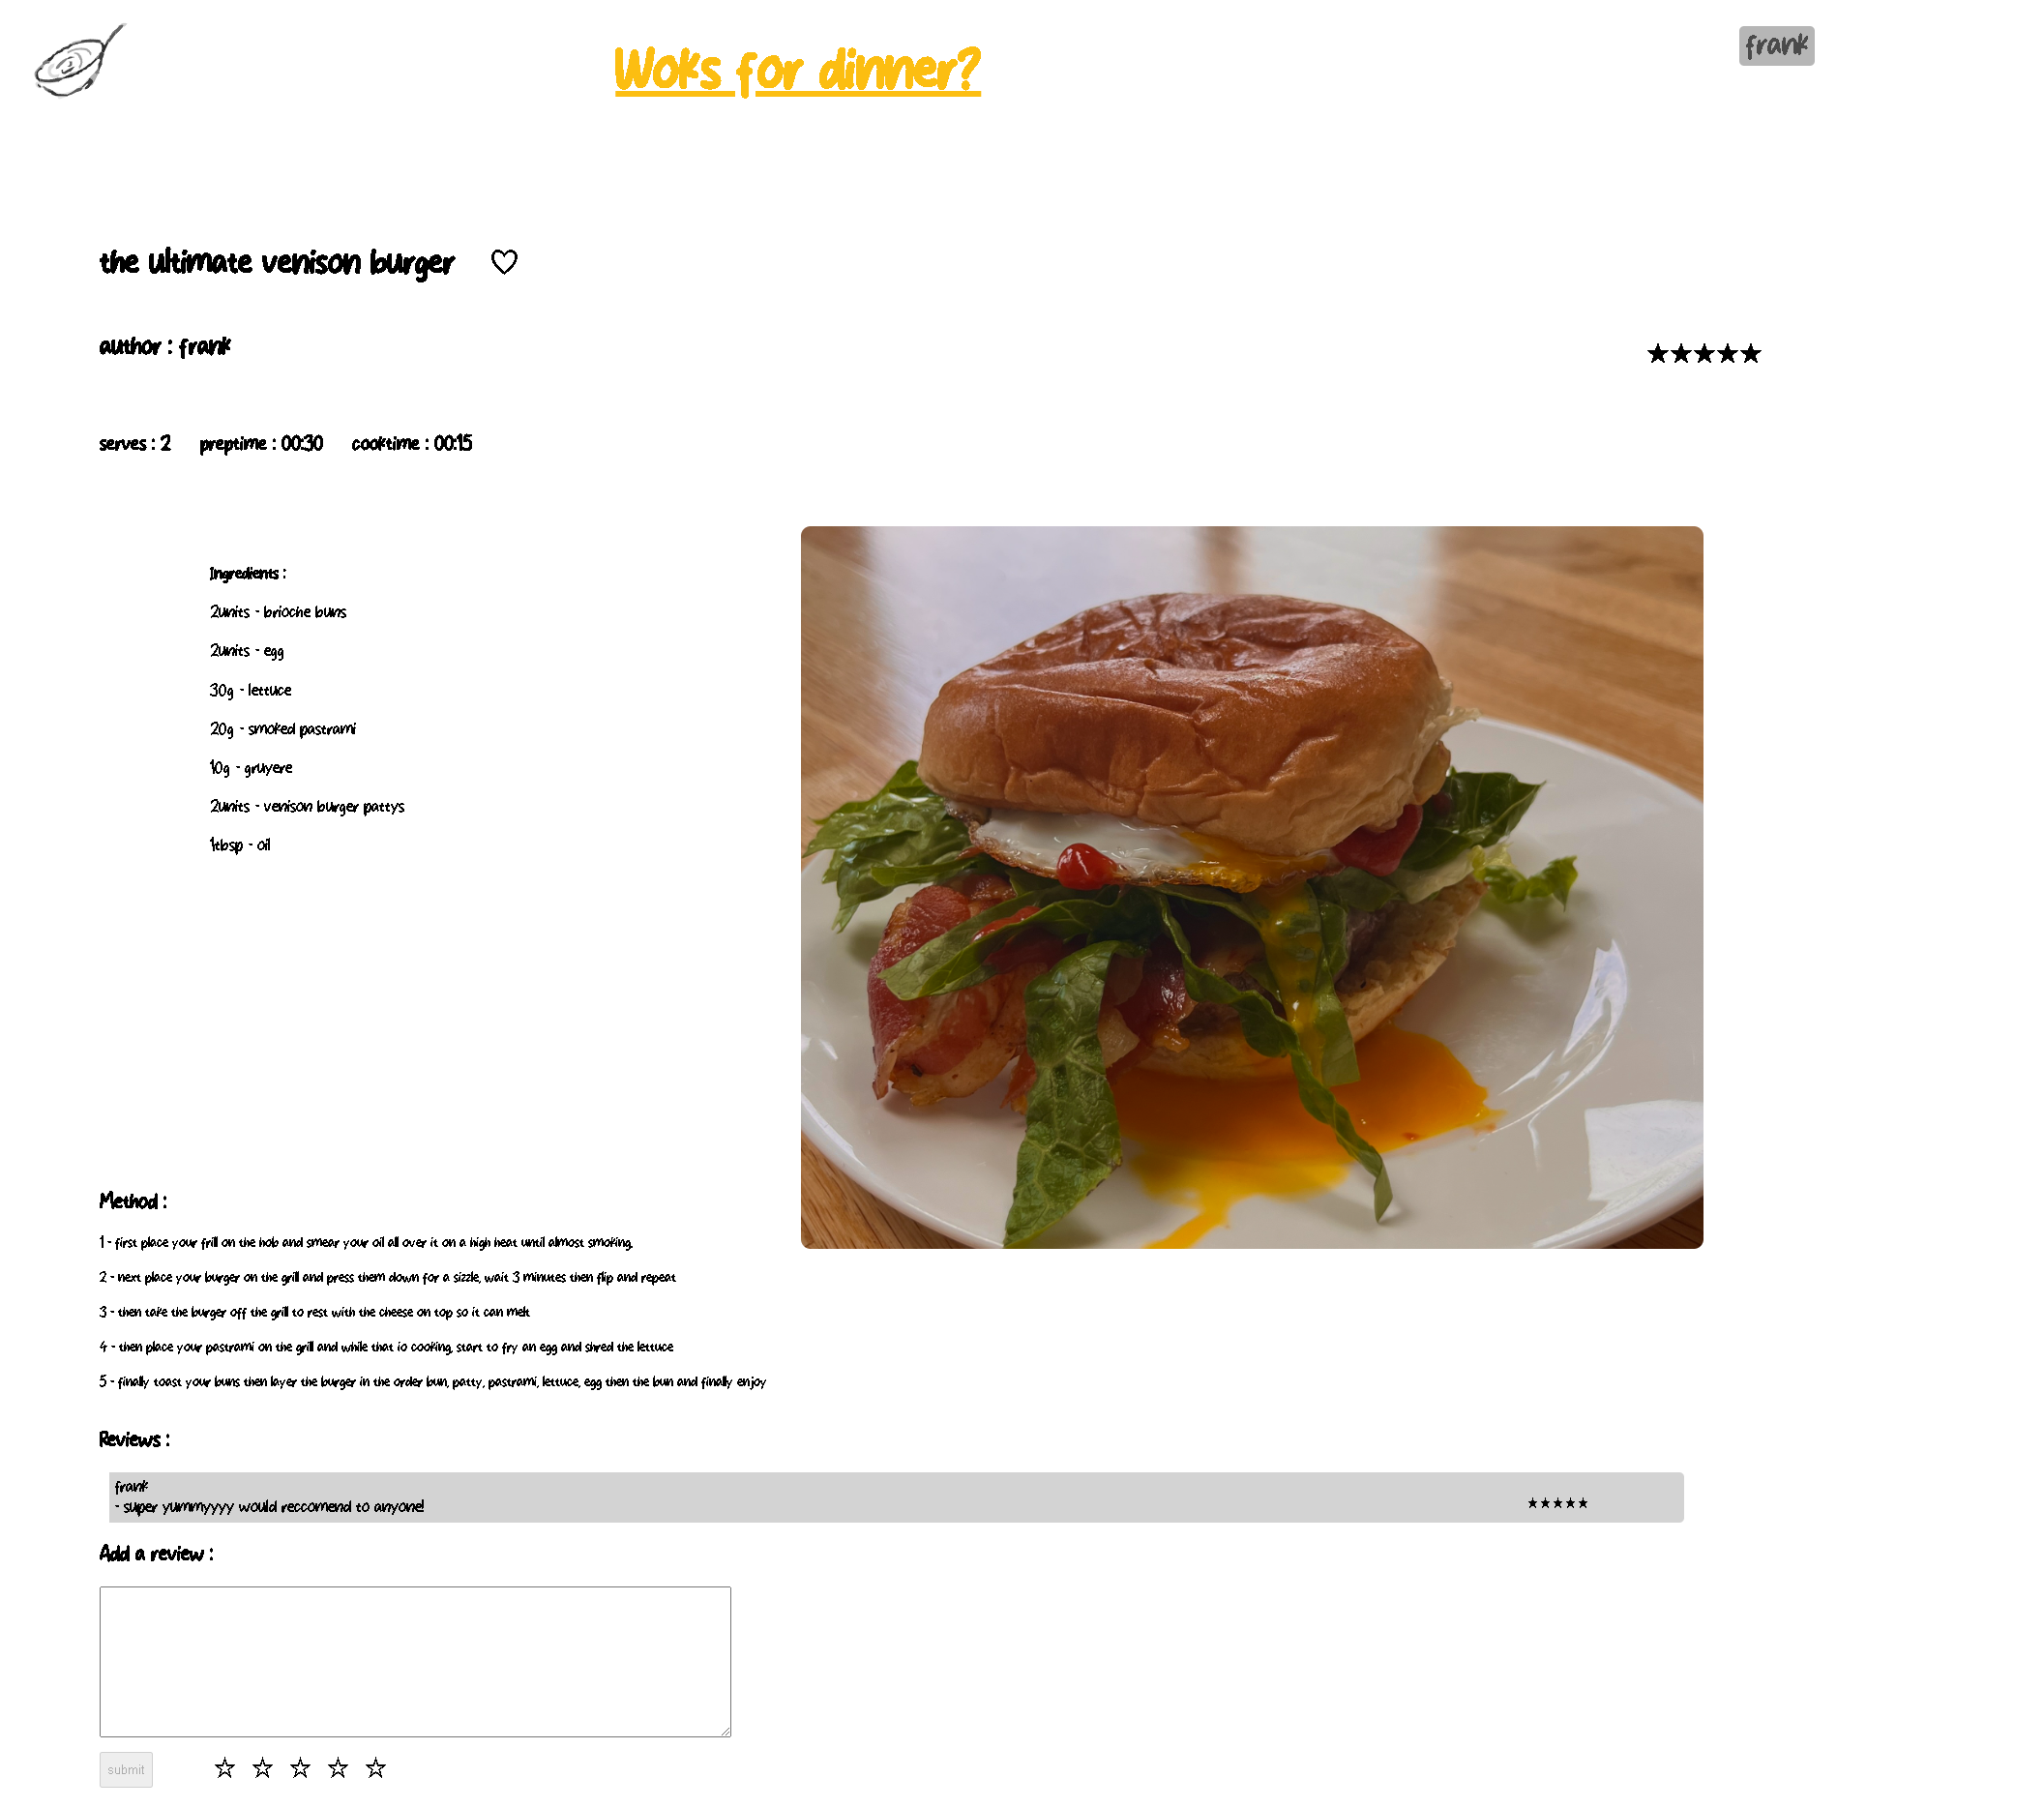 Woks for dinner?
frank
the ultimate venison burger ♡
author : frank
★★★★★
serves : 2 preptime : 00:30 cooktime : 00:15
Ingredients :
2units - brioche buns
2units - egg
30g - lettuce
20g - smoked pastrami
10g - gruyere
2units - venison burger pattys
1tbsp - oil
Method :
1 - first place your frill on the hob and smear your oil all over it on a high heat until almost smoking.
2 - next place your burger on the grill and press them down for a sizzle, wait 3 minutes then flip and repeat
3 - then take the burger off the grill to rest with the cheese on top so it can melt
4 - then place your pastrami on the grill and while that io cooking, start to fry an egg and shred the lettuce
5 - finally toast your buns then layer the burger in the order bun, patty, pastrami, lettuce, egg then the bun and finally enjoy
Reviews :
frank
- super yummyyyy would reccomend to anyone!
★★★★★
Add a review :
submit ☆ ☆ ☆ ☆ ☆